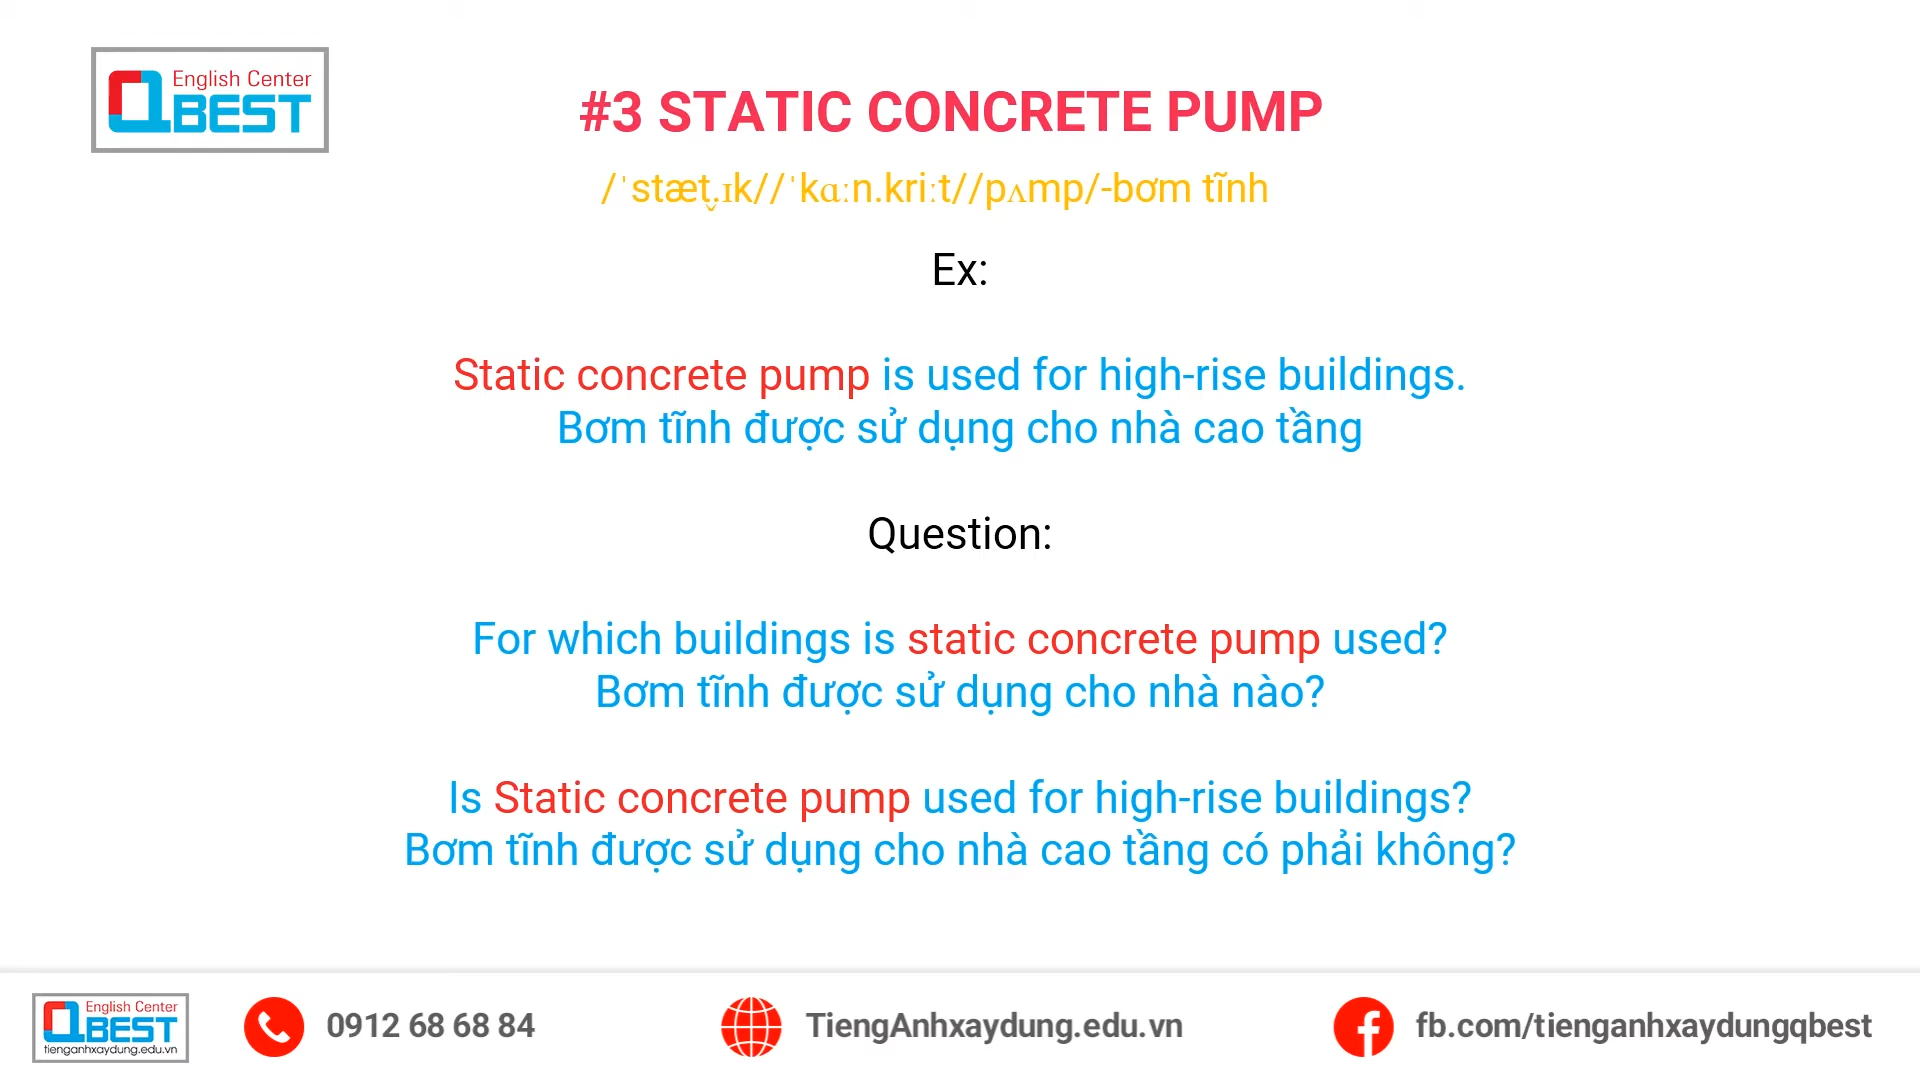 English Center
QBEST
#3 STATIC CONCRETE PUMP
/ˈstæt̬.ɪk//ˈkɑːn.kriːt//pʌmp/-bơm tĩnh
Ex:
Static concrete pump is used for high-rise buildings.
Bơm tĩnh được sử dụng cho nhà cao tầng
Question:
For which buildings is static concrete pump used?
Bơm tĩnh được sử dụng cho nhà nào?
Is Static concrete pump used for high-rise buildings?
Bơm tĩnh được sử dụng cho nhà cao tầng có phải không?
English Center
QBEST
tienganhxaydung.edu.vn
0912 68 68 84
TiengAnhxaydung.edu.vn
fb.com/tienganhxaydungqbest